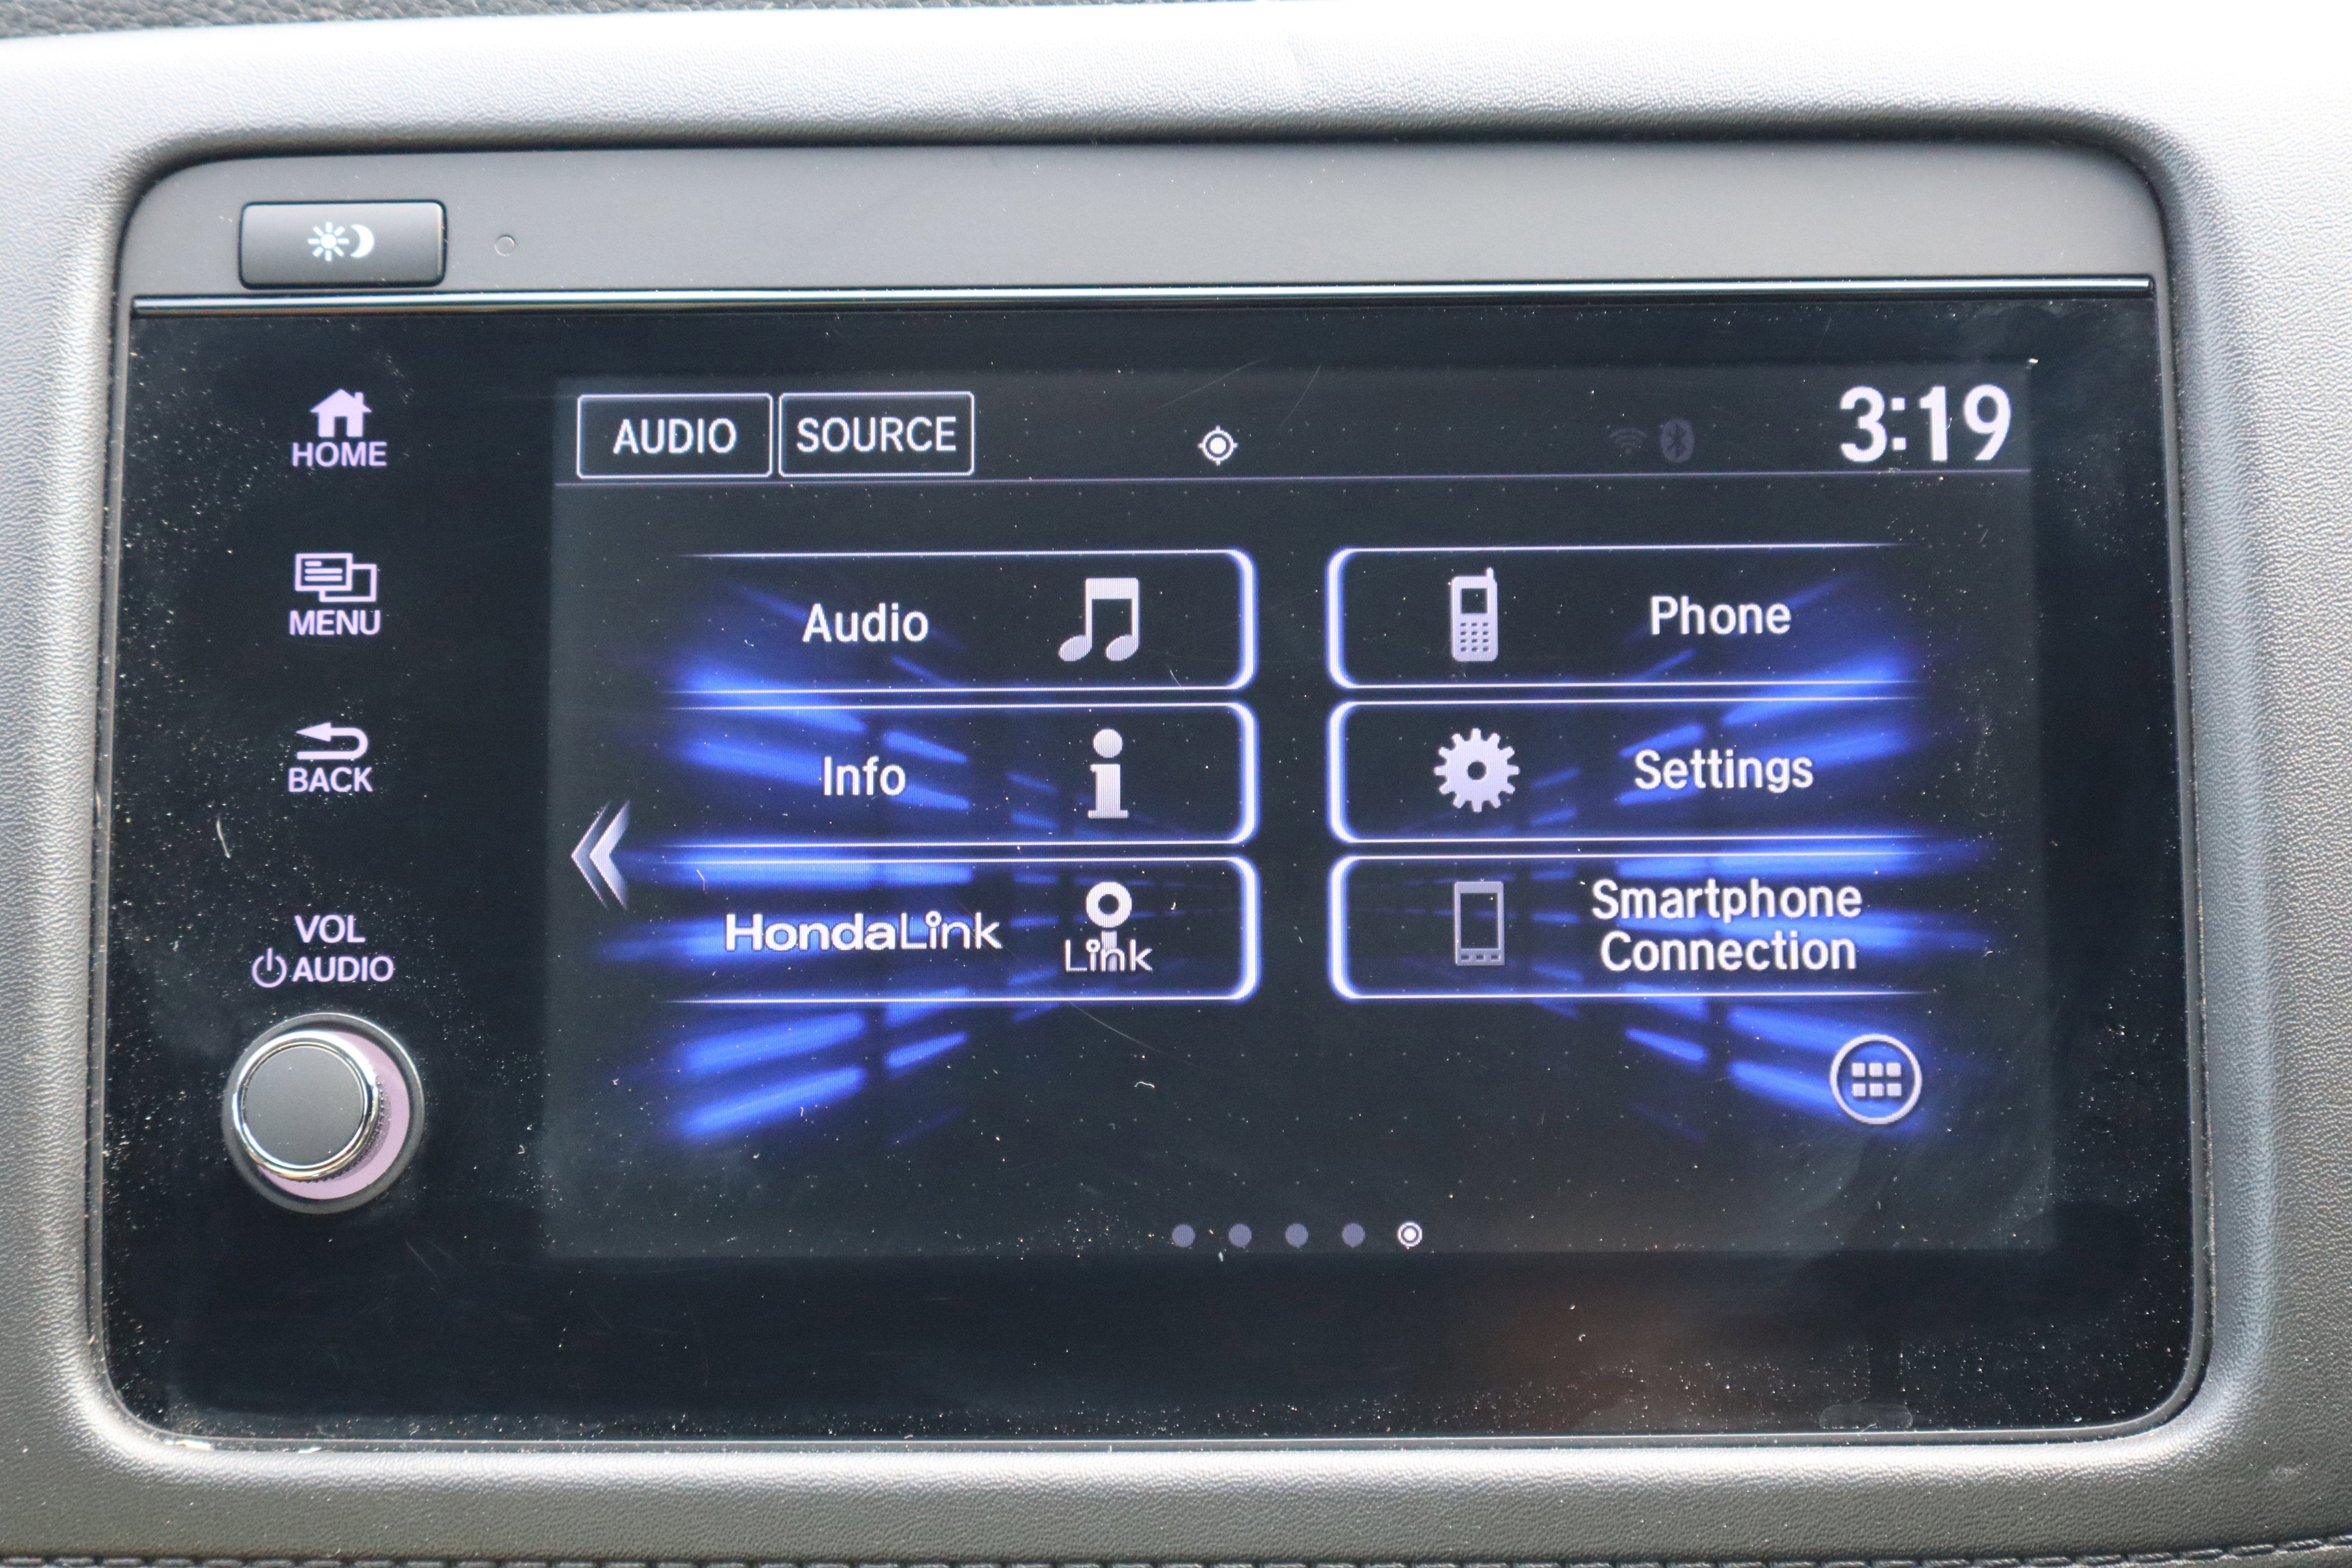 HOME
MENU
BACK
VOL
AUDIO
AUDIO SOURCE 3:19
Audio Phone
Info Settings
HondaLink Link Smartphone
Connection